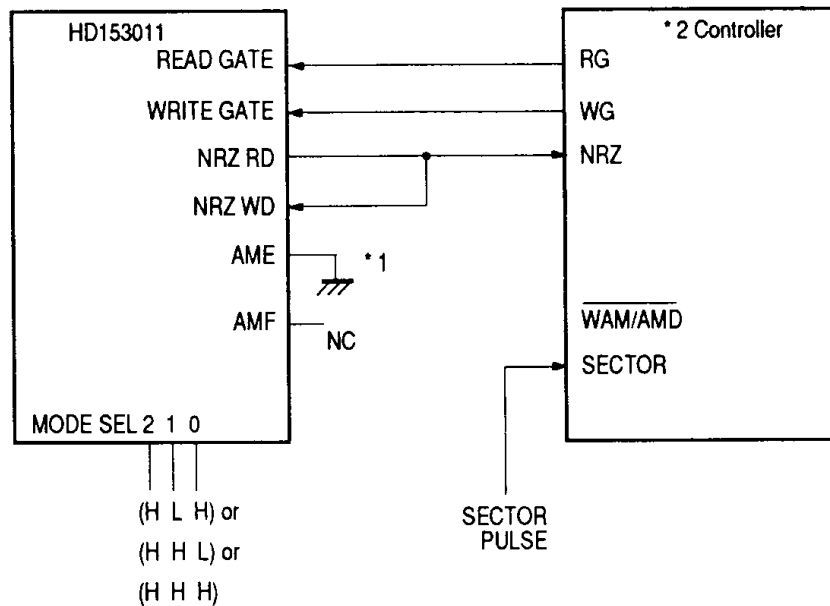 HD153011
READ GATE
WRITE GATE
NRZ RD
NRZ WD
AME
* 1
AMF
NC
MODE SEL 2 1 0
(H L H) or
(H H L) or
(H H H)
* 2 Controller
RG
WG
NRZ
WAM/AMD
SECTOR
SECTOR
PULSE